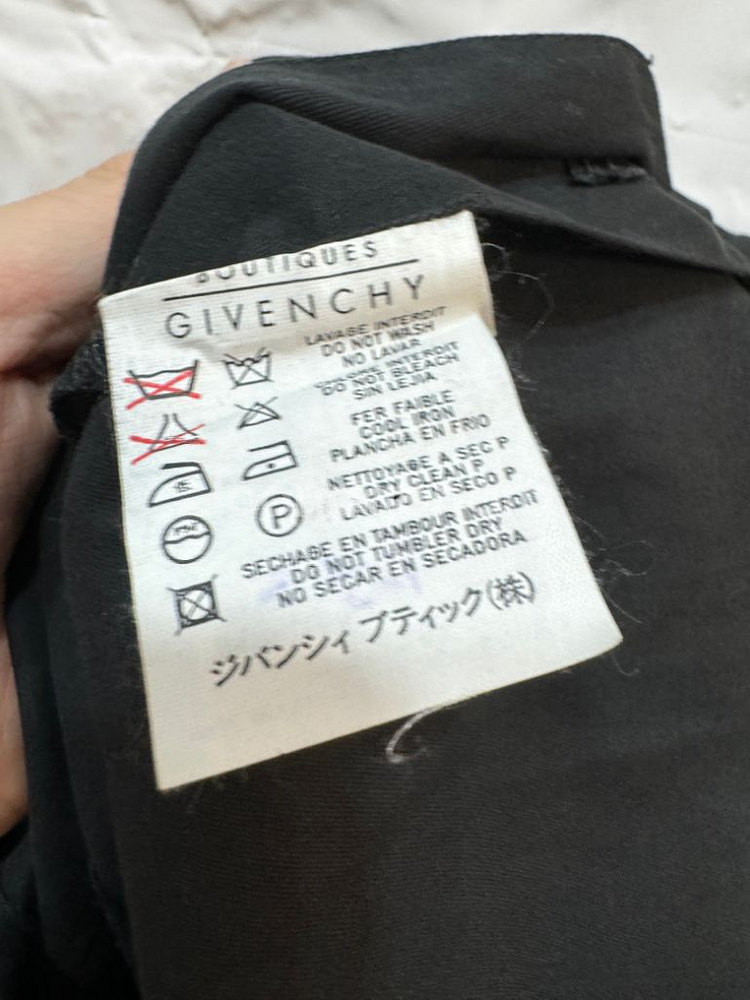 BOUTIQUES
GIVENCHY
LAVAGE INTERDIT
DO NOT WASH
NO LAVAR
INTERDIT
DO NOT BLEACH
SIN LEJIA
FER FAIBLE
COOL IRON
PLANCHA EN FRIO
NETTOYAGE A SEC P
DRY CLEAN P
LAVADO EN SECO P
P
SECHAGE EN TAMBOUR INTERDIT
DO NOT TUMBLER DRY
NO SECAR EN SECADORA
ジバンシィ ブティック(株)